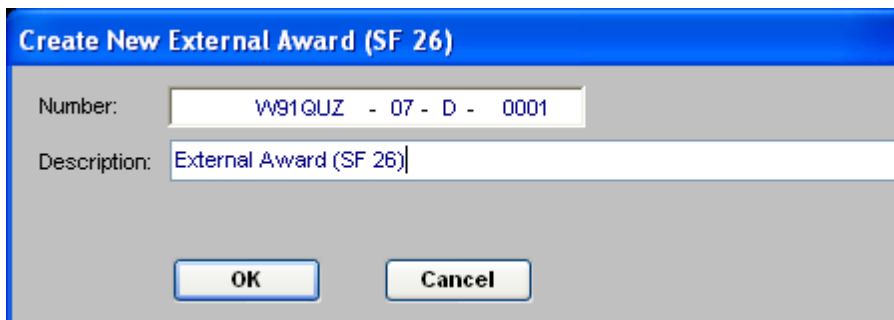 Create New External Award (SF 26)
Number: W91QUZ - 07 - D - 0001
Description: External Award (SF 26)
OK Cancel